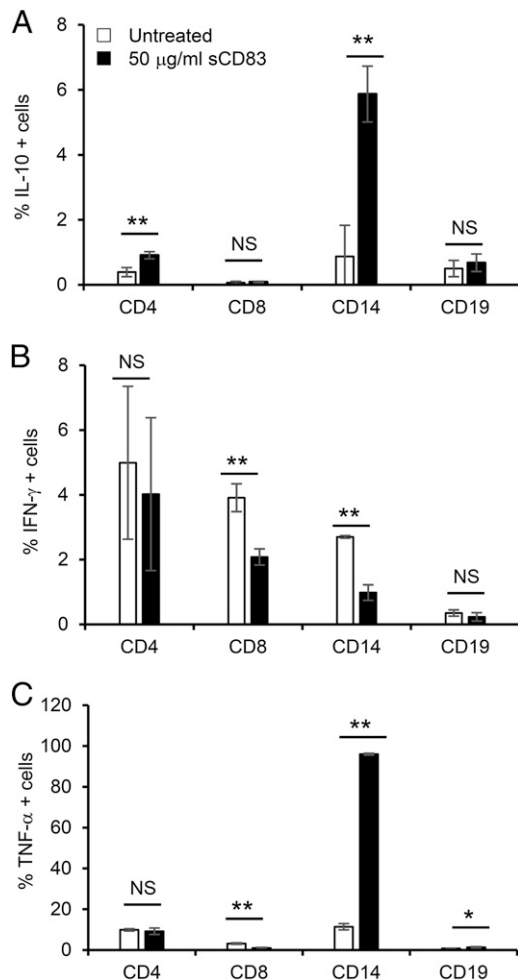 A
Untreated
50 μg/ml sCD83
% IL-10 + cells
8
6
4
2
0
**
NS
**
NS
CD4 CD8 CD14 CD19
B
% IFN-γ + cells
8
6
4
2
0
NS
**
**
NS
CD4 CD8 CD14 CD19
C
% TNF-α + cells
120
100
80
60
40
20
0
NS
**
**
*
CD4 CD8 CD14 CD19